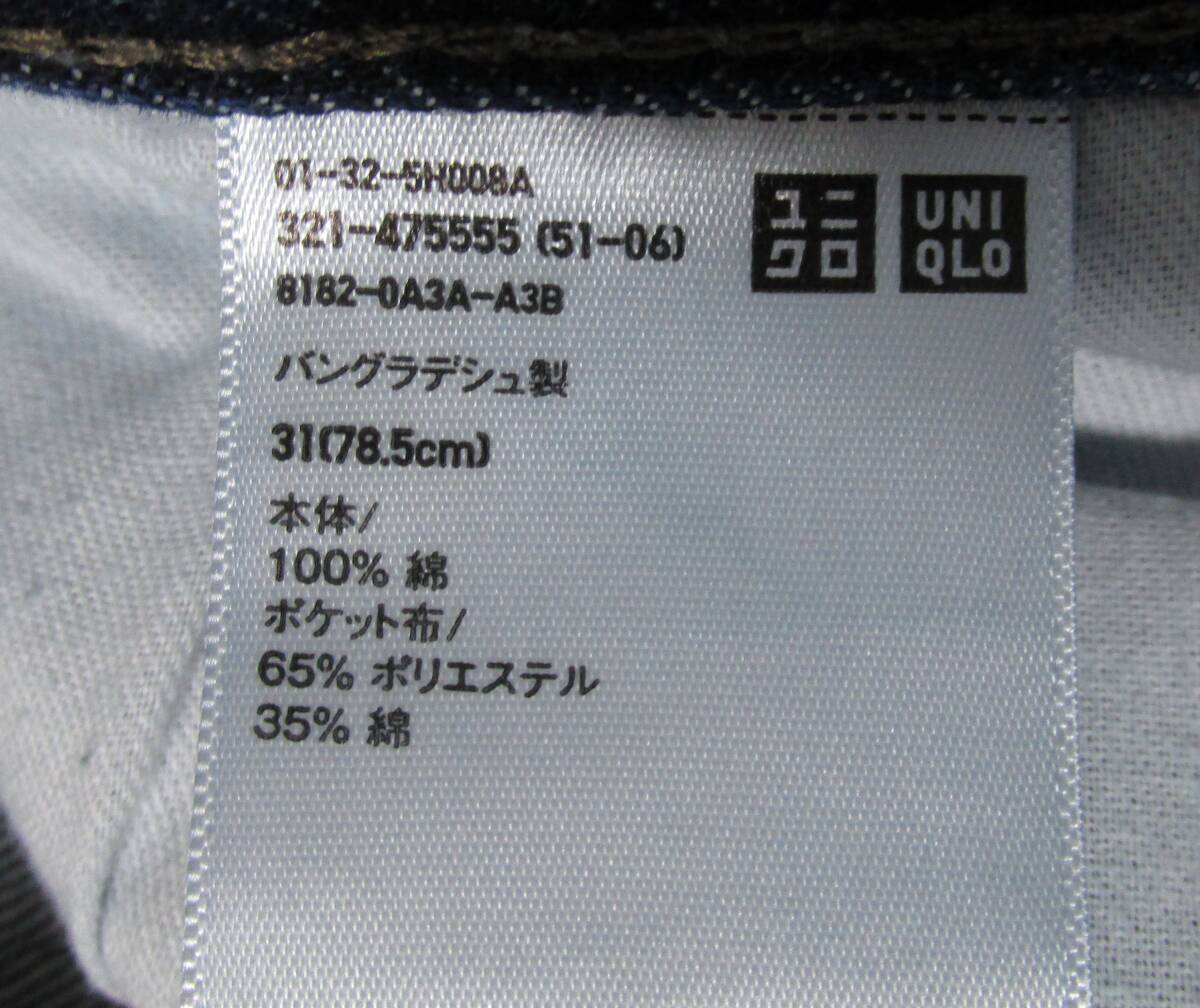 01-32-5H008A
321-475555 (51-06)
8182-0A3A-A3B
ユニ
クロ
UNI
QLO
バングラデシュ製
31(78.5cm)
本体/
100% 綿
ポケット布/
65% ポリエステル
35% 綿